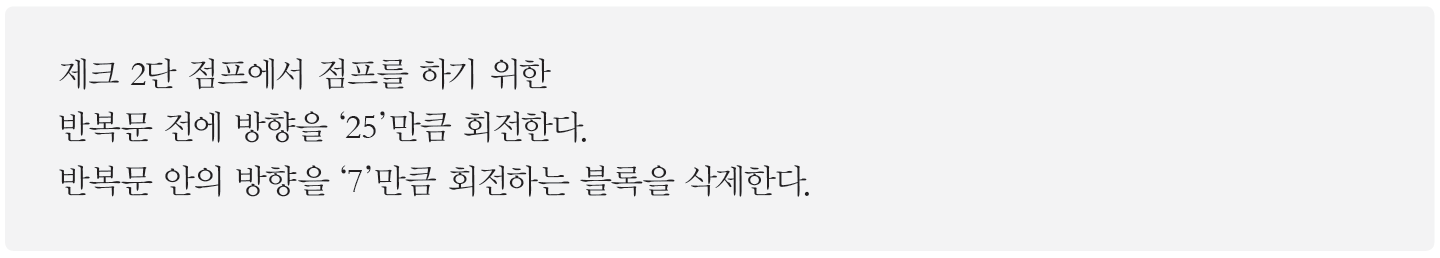 제크 2단 점프에서 점프를 하기 위한
반복문 전에 방향을 ‘25’만큼 회전한다.
반복문 안의 방향을 ‘7’만큼 회전하는 블록을 삭제한다.